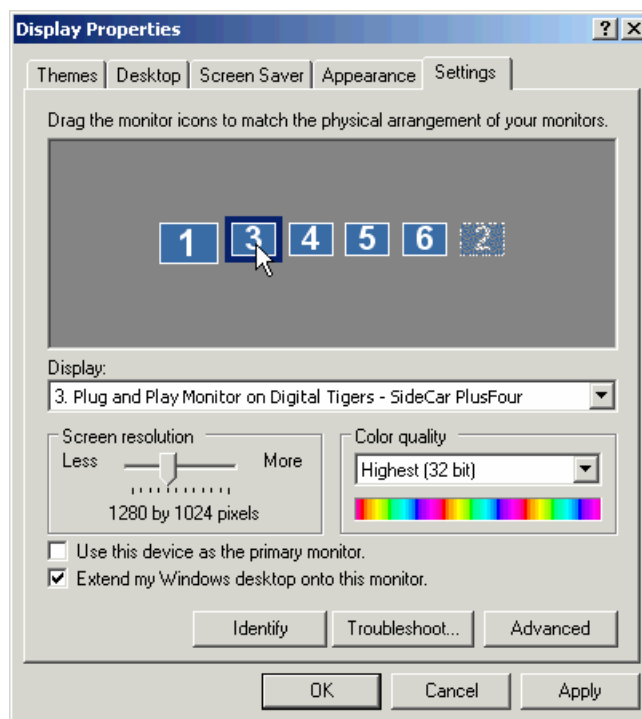 Display Properties
Themes Desktop Screen Saver Appearance Settings
Drag the monitor icons to match the physical arrangement of your monitors.
1 3 4 5 6 2
Display:
3. Plug and Play Monitor on Digital Tigers - SideCar PlusFour
Screen resolution
Less More
1280 by 1024 pixels
Color quality
Highest (32 bit)
Use this device as the primary monitor.
Extend my Windows desktop onto this monitor.
Identify Troubleshoot... Advanced
OK Cancel Apply